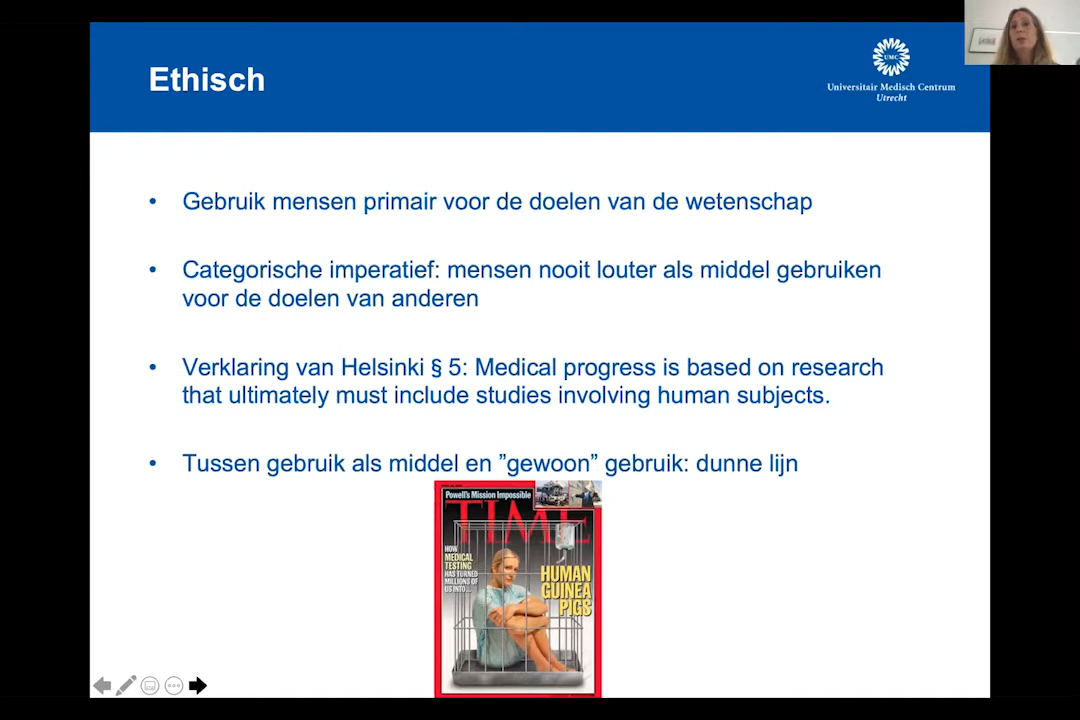 Ethisch
UMC
Universitair Medisch Centrum
Utrecht
• Gebruik mensen primair voor de doelen van de wetenschap
• Categorische imperatief: mensen nooit louter als middel gebruiken
voor de doelen van anderen
• Verklaring van Helsinki § 5: Medical progress is based on research
that ultimately must include studies involving human subjects.
• Tussen gebruik als middel en ”gewoon” gebruik: dunne lijn
Powell's Mission Impossible
TIME
HOW
MEDICAL
TESTING
HAS TURNED
MILLIONS OF
US INTO...
HUMAN
GUINEA
PIGS